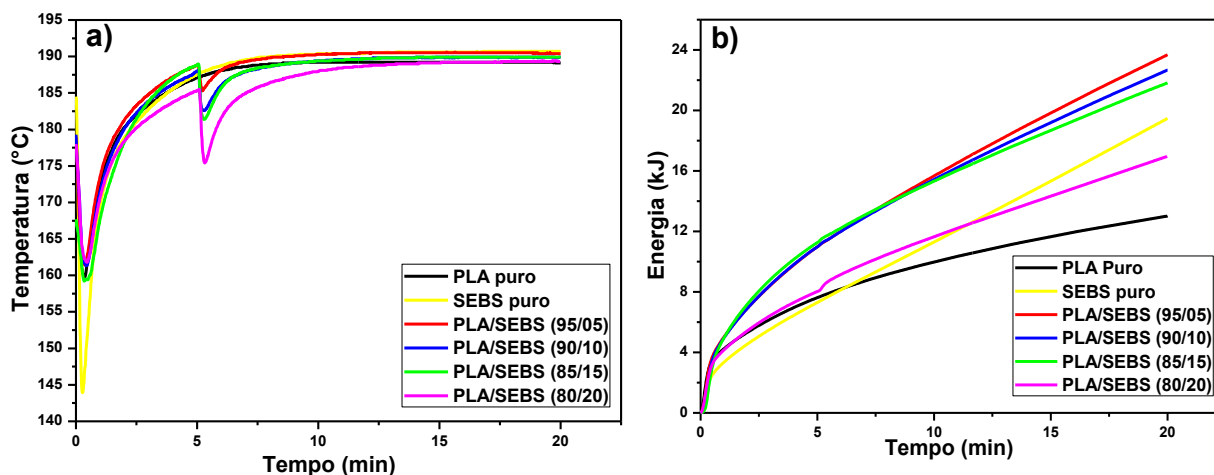 a)
195
190
185
180
175
170
165
160
155
150
145
140
Temperatura (°C)
0
5
10
15
20
Tempo (min)
PLA puro
SEBS puro
PLA/SEBS (95/05)
PLA/SEBS (90/10)
PLA/SEBS (85/15)
PLA/SEBS (80/20)
b)
24
20
16
12
8
4
0
Energia (kJ)
0
5
10
15
20
Tempo (min)
PLA Puro
SEBS puro
PLA/SEBS (95/05)
PLA/SEBS (90/10)
PLA/SEBS (85/15)
PLA/SEBS (80/20)